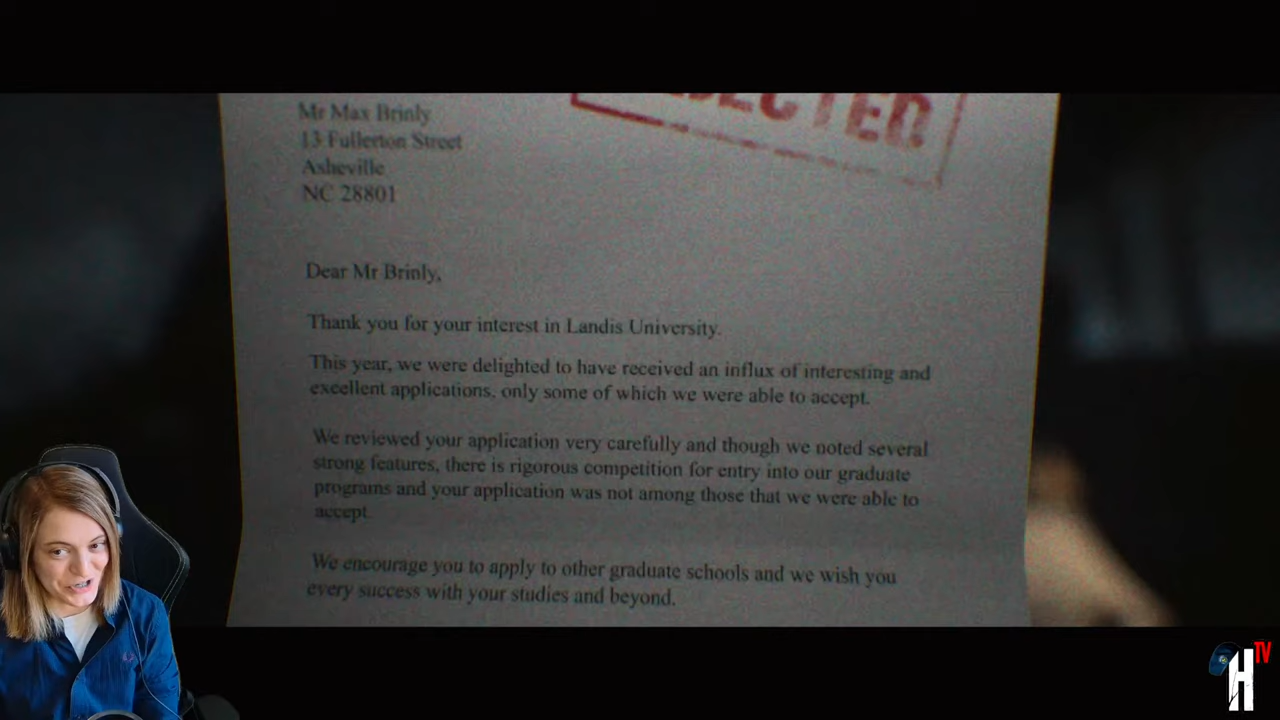 Mr Max Brinly
13 Fullerton Street
Asheville
NC 28801
Dear Mr Brinly,
Thank you for your interest in Landis University.
This year, we were delighted to have received an influx of interesting and
excellent applications, only some of which we were able to accept.
We reviewed your application very carefully and though we noted several
strong features, there is rigorous competition for entry into our graduate
programs and your application was not among those that we were able to
accept.
We encourage you to apply to other graduate schools and we wish you
every success with your studies and beyond.
H TV